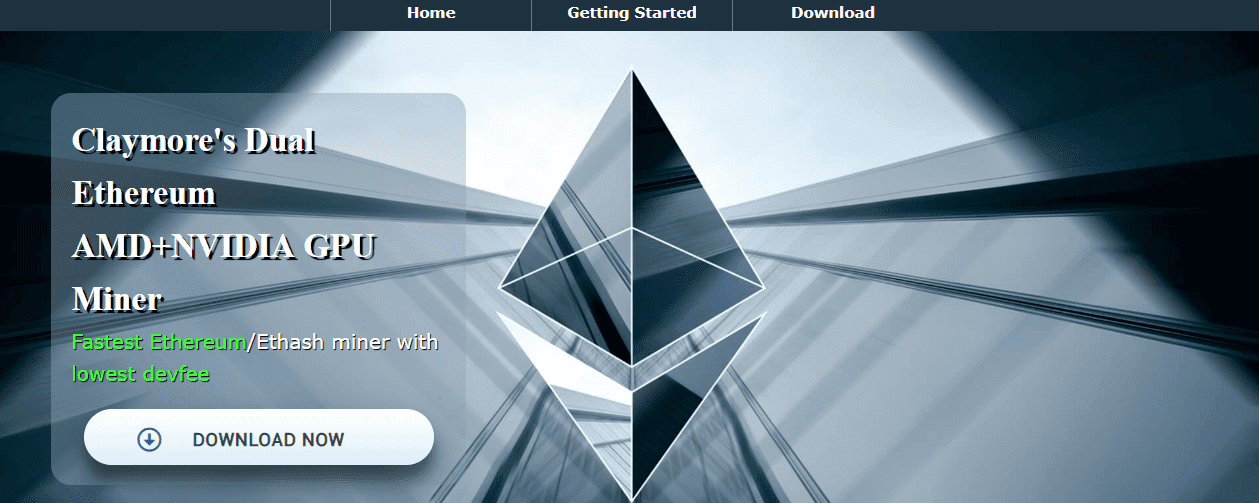 Home Getting Started Download
Claymore's Dual
Ethereum
AMD+NVIDIA GPU
Miner
Fastest Ethereum/Ethash miner with
lowest devfee
DOWNLOAD NOW